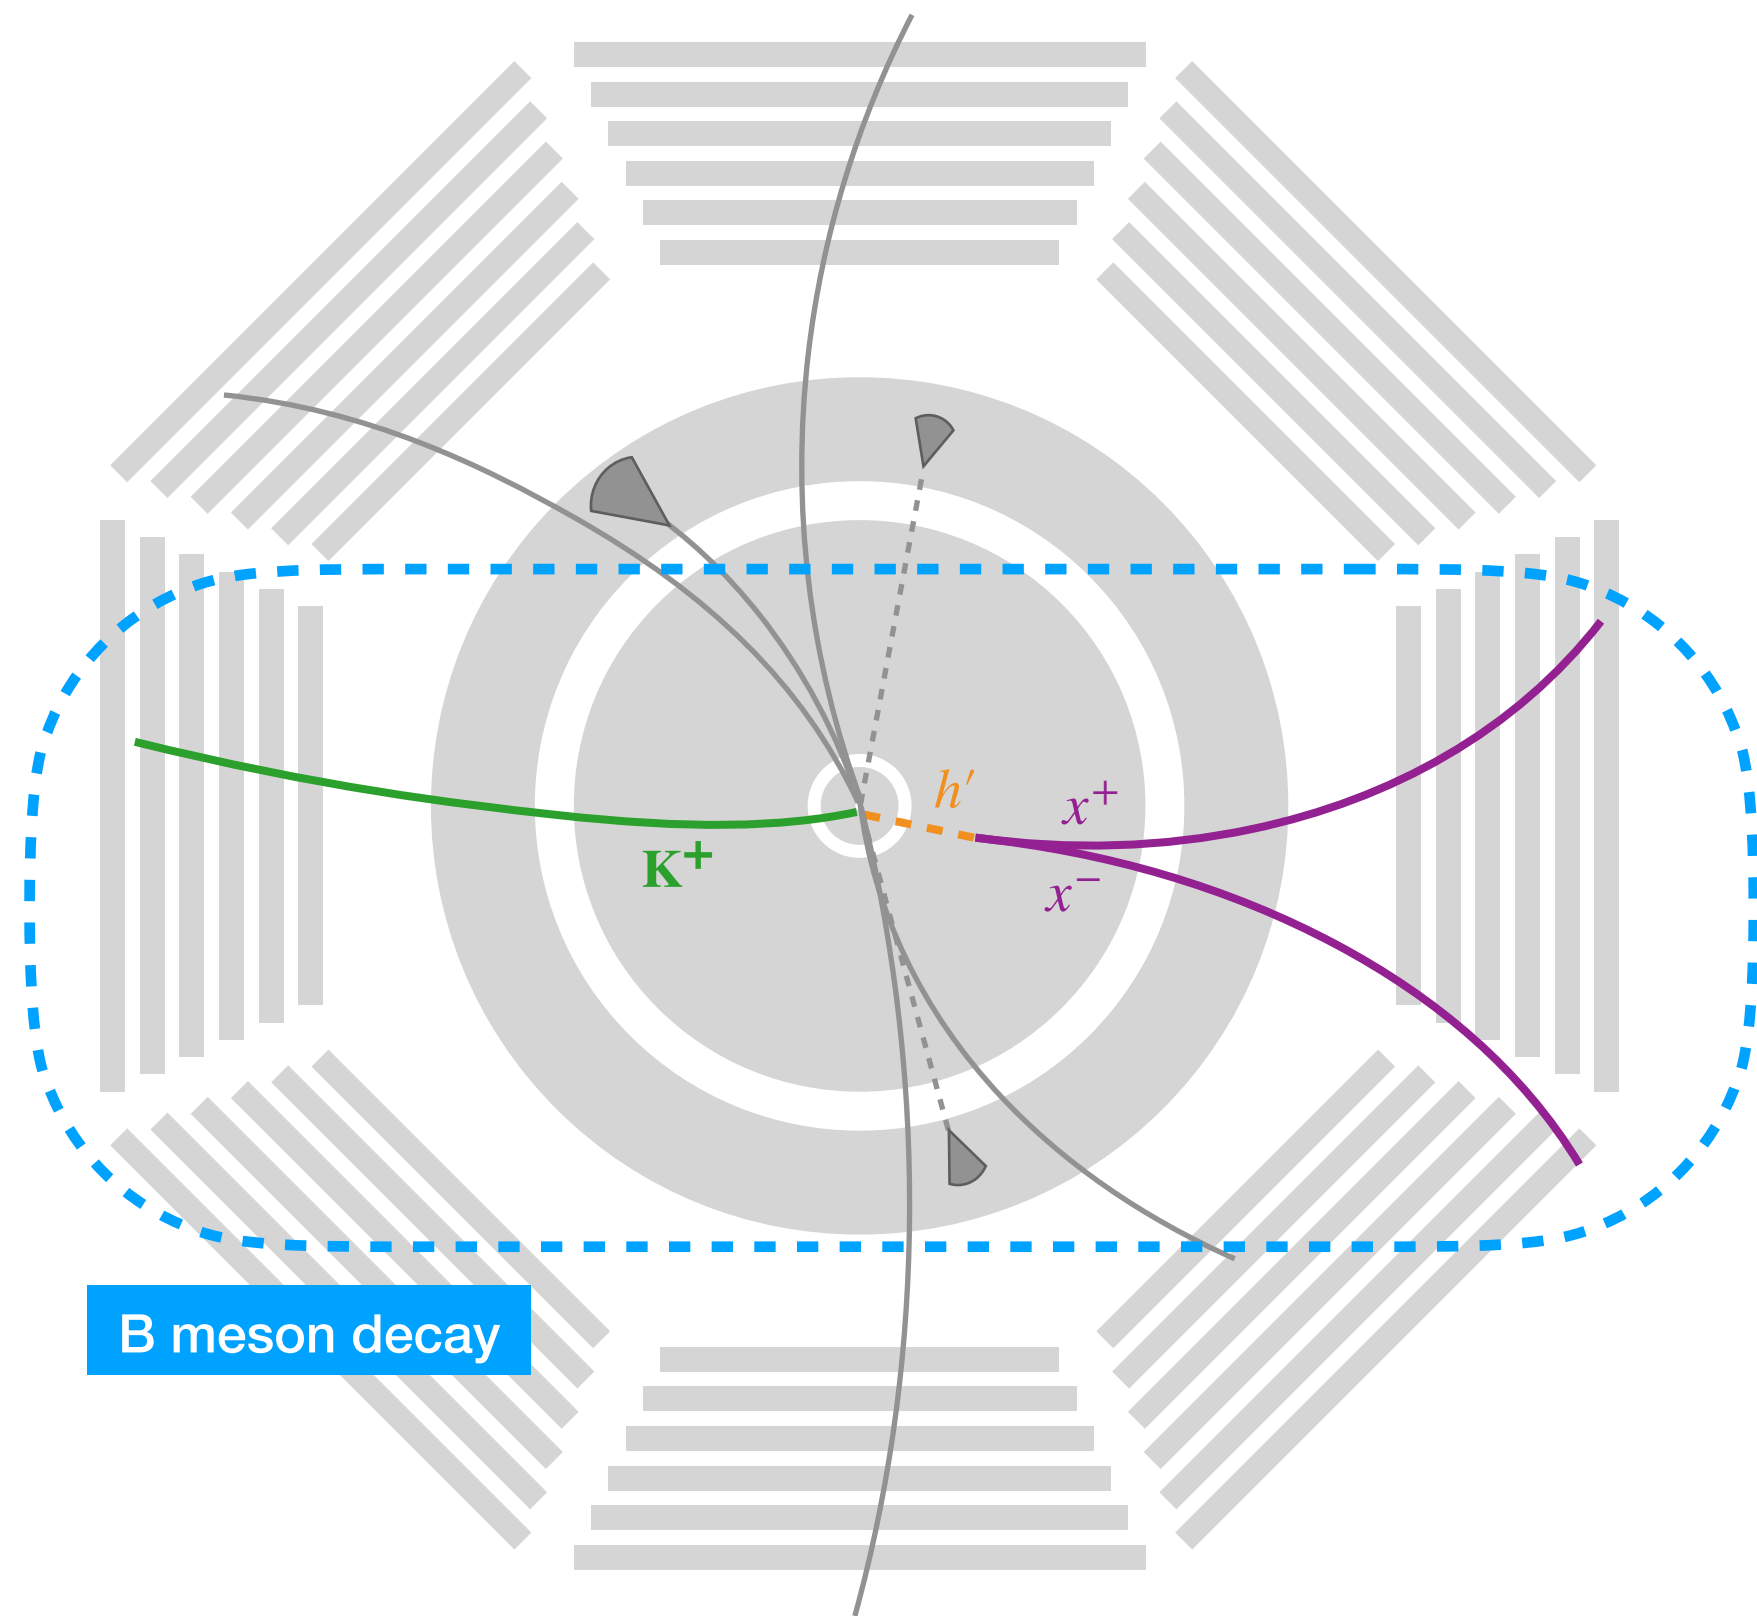 h′
x⁺
K⁺
x⁻
B meson decay